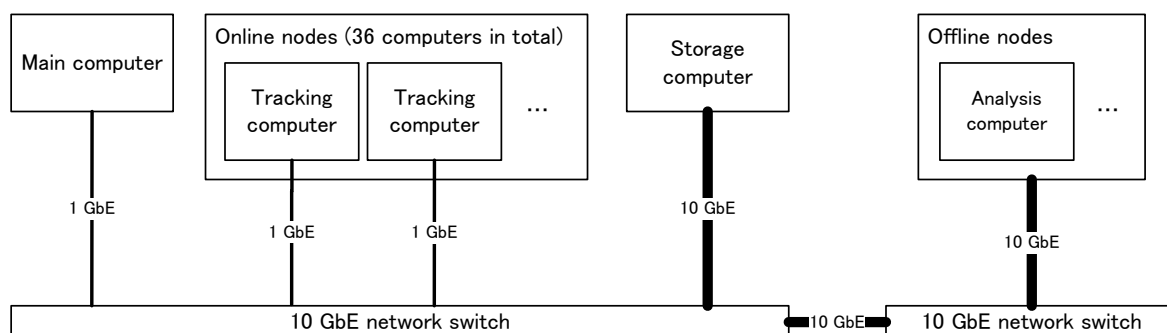 Main computer
Online nodes (36 computers in total)
Tracking
computer
Tracking
computer
...
Storage
computer
Offline nodes
Analysis
computer
...
1 GbE
1 GbE
1 GbE
10 GbE
10 GbE
10 GbE network switch
10 GbE
10 GbE network switch